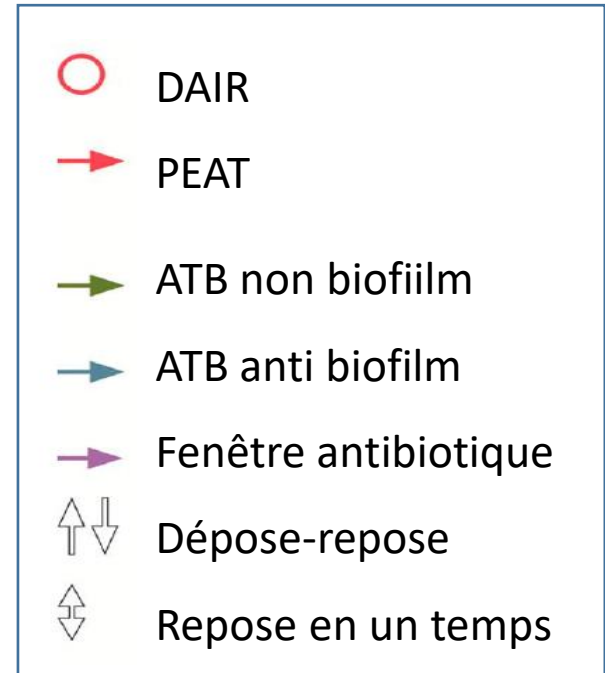 DAIR
PEAT
ATB non biofiilm
ATB anti biofilm
Fenêtre antibiotique
Dépose-repose
Repose en un temps